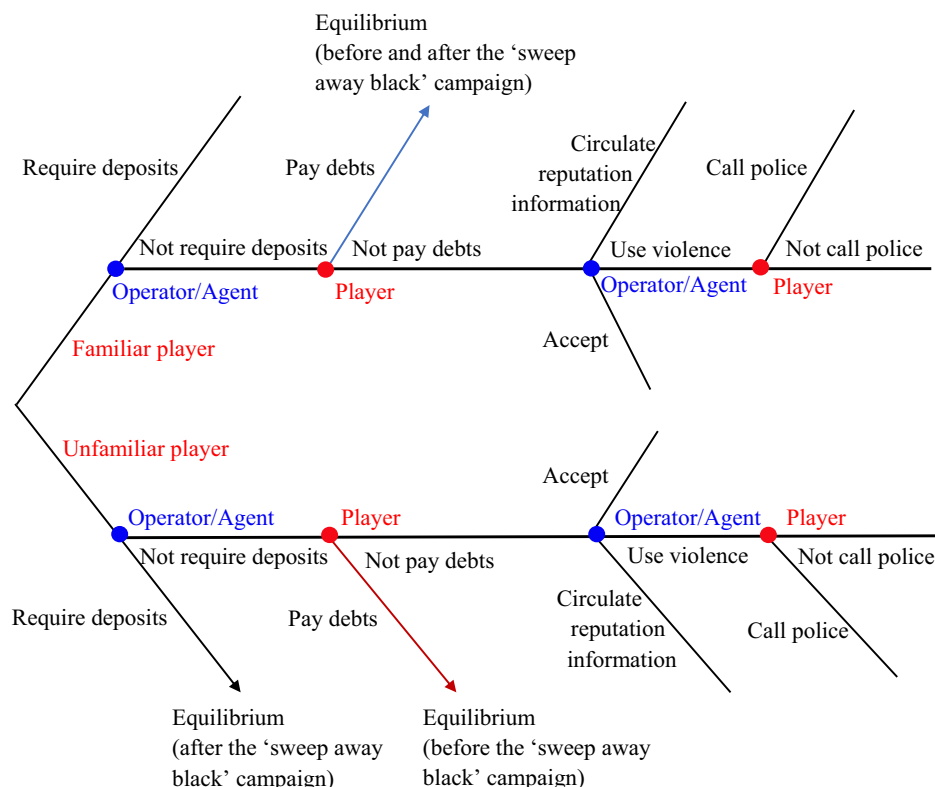 Equilibrium
(before and after the ‘sweep
away black’ campaign)
Require deposits
Pay debts
Circulate
reputation
information
Call police
Not require deposits
Not pay debts
Use violence
Not call police
Operator/Agent
Player
Operator/Agent
Player
Familiar player
Accept
Unfamiliar player
Accept
Operator/Agent
Player
Operator/Agent
Player
Not require deposits
Not pay debts
Use violence
Not call police
Require deposits
Pay debts
Circulate
reputation
information
Call police
Equilibrium
(after the ‘sweep away
black’ campaign)
Equilibrium
(before the ‘sweep away
black’ campaign)